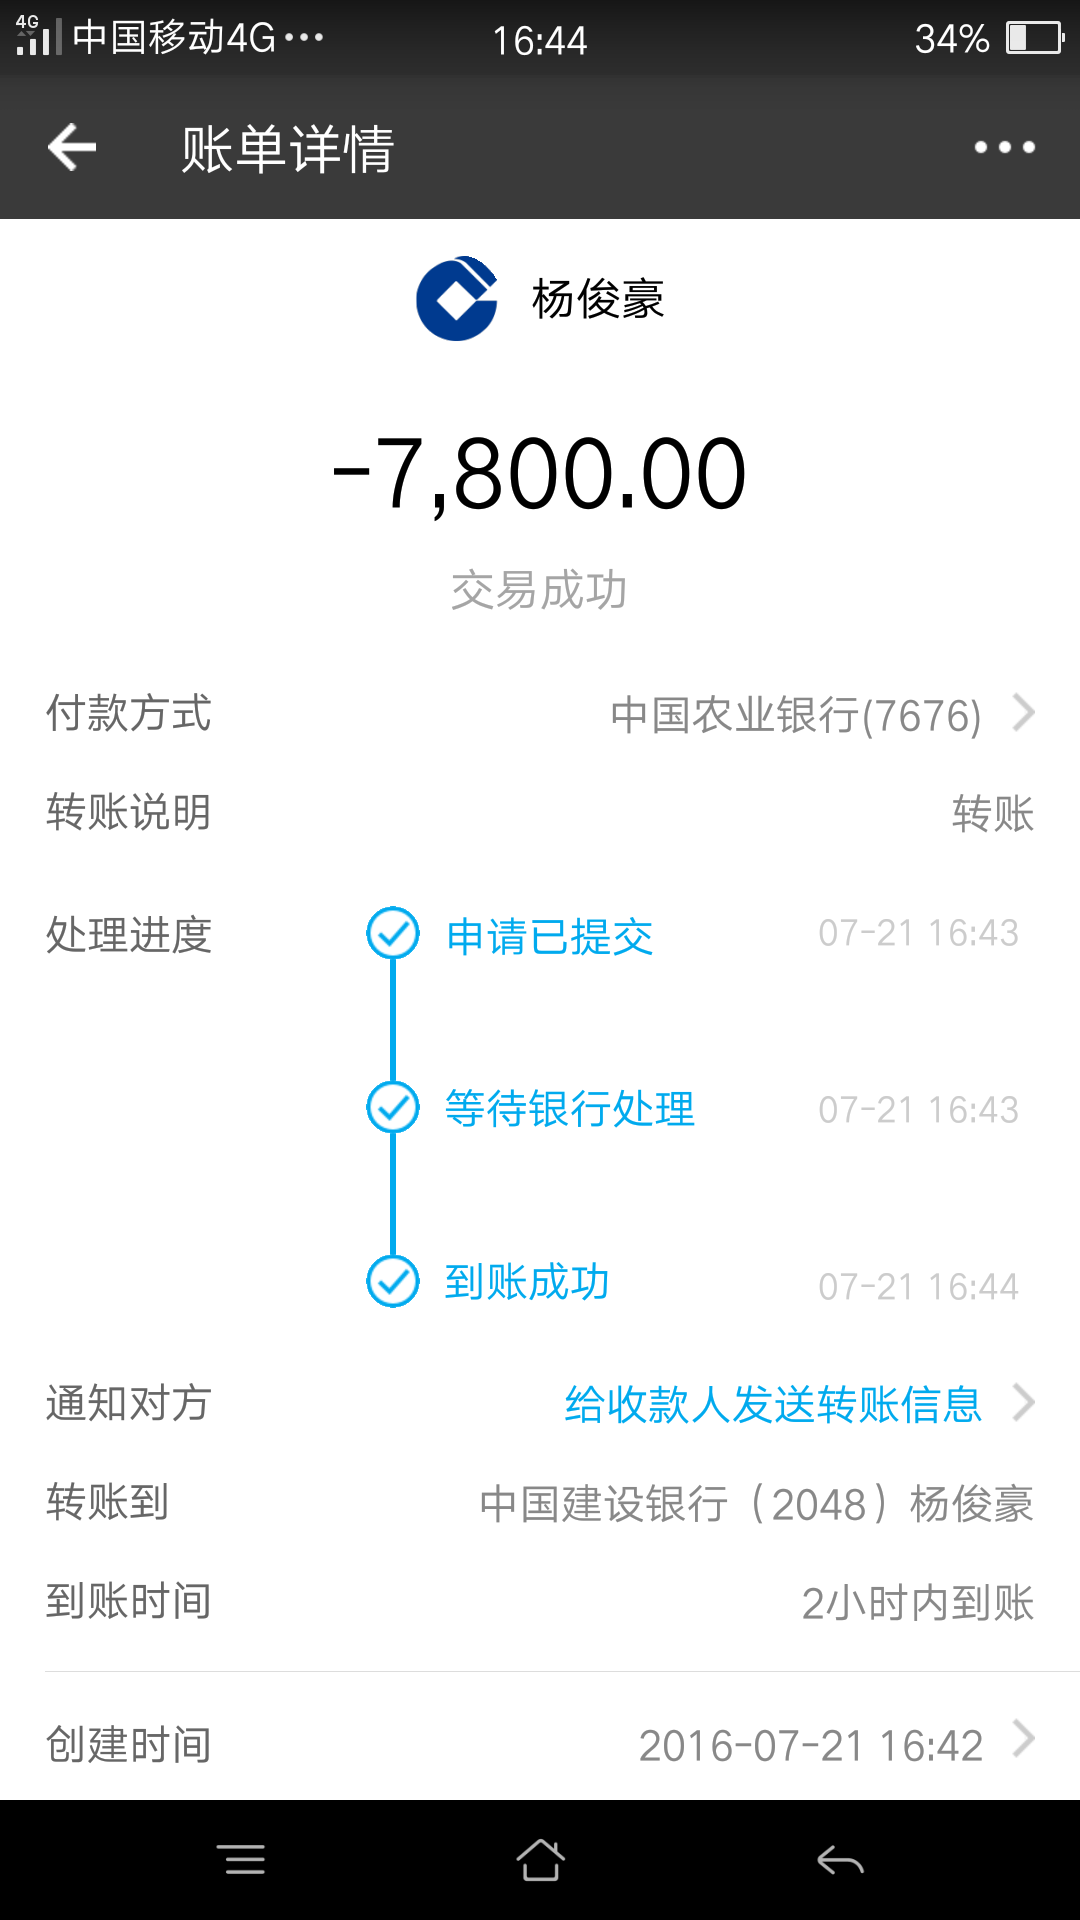 4G 中国移动4G… 16:44 34%
账单详情
杨俊豪
-7,800.00
交易成功
付款方式 中国农业银行(7676)
转账说明 转账
处理进度 申请已提交 07-21 16:43
等待银行处理 07-21 16:43
到账成功 07-21 16:44
通知对方 给收款人发送转账信息
转账到 中国建设银行（2048）杨俊豪
到账时间 2小时内到账
创建时间 2016-07-21 16:42